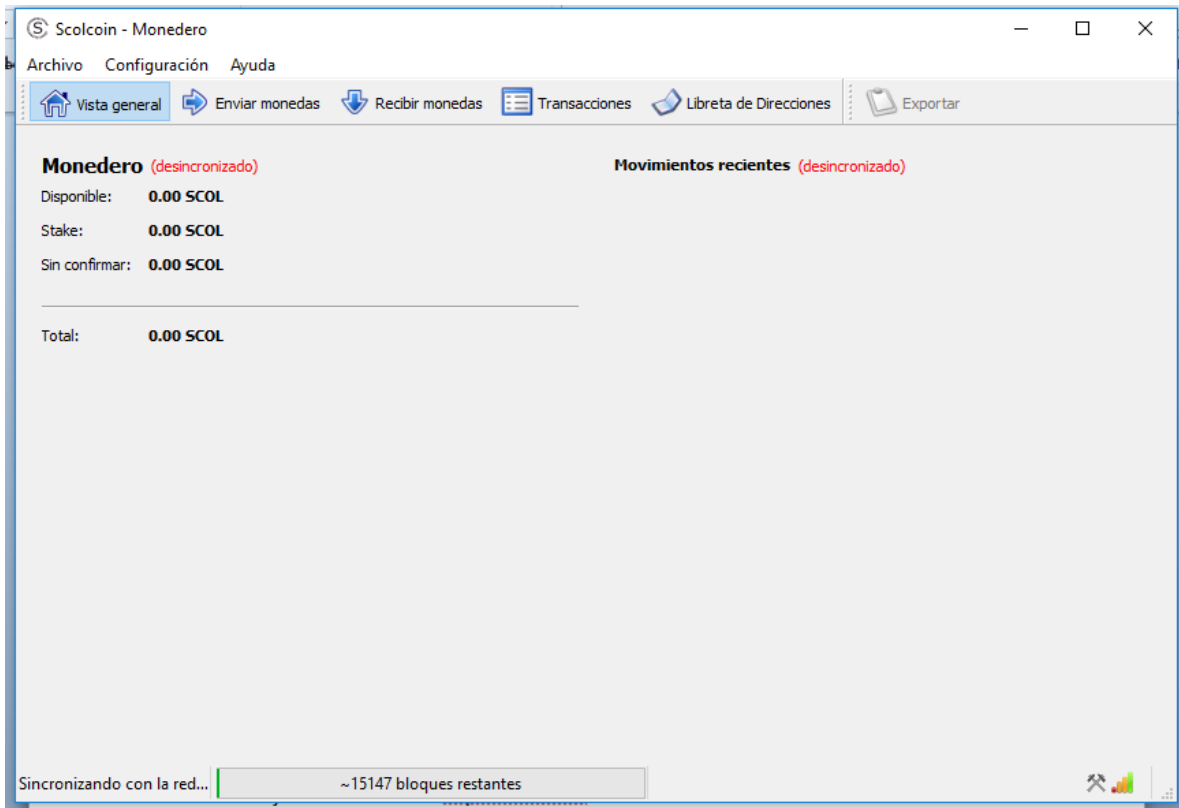 Scolcoin - Monedero
Archivo Configuración Ayuda
Vista general Enviar monedas Recibir monedas Transacciones Libreta de Direcciones Exportar
Monedero (desincronizado)
Disponible: 0.00 SCOL
Stake: 0.00 SCOL
Sin confirmar: 0.00 SCOL
Total: 0.00 SCOL
Movimientos recientes (desincronizado)
Sincronizando con la red... ~15147 bloques restantes